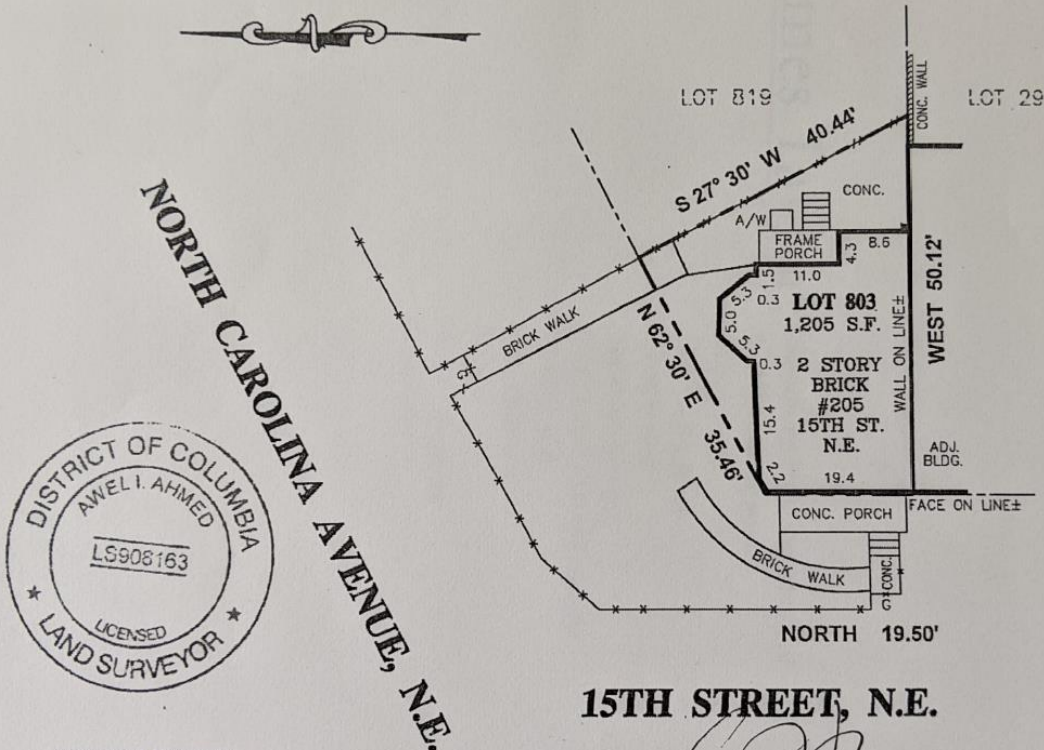 LOT 819
LOT 29
CONC. WALL
S 27° 30' W 40.44'
CONC.
A/W
FRAME
PORCH
4.3
8.6
1.5
11.0
5.3
0.3
LOT 803
1,205 S.F.
5.0
5.3
0.3
2 STORY
BRICK
#205
15TH ST.
N.E.
WALL ON LINE±
WEST 50.12'
15.4
2.2
19.4
ADJ.
BLDG.
N 62° 30' E 35.46'
BRICK WALK
G
NORTH CAROLINA AVENUE, N.E.
FACE ON LINE±
CONC. PORCH
BRICK WALK
CONC.
G
NORTH 19.50'
15TH STREET, N.E.
DISTRICT OF COLUMBIA
AWEL I. AHMED
LS908163
LICENSED
LAND SURVEYOR